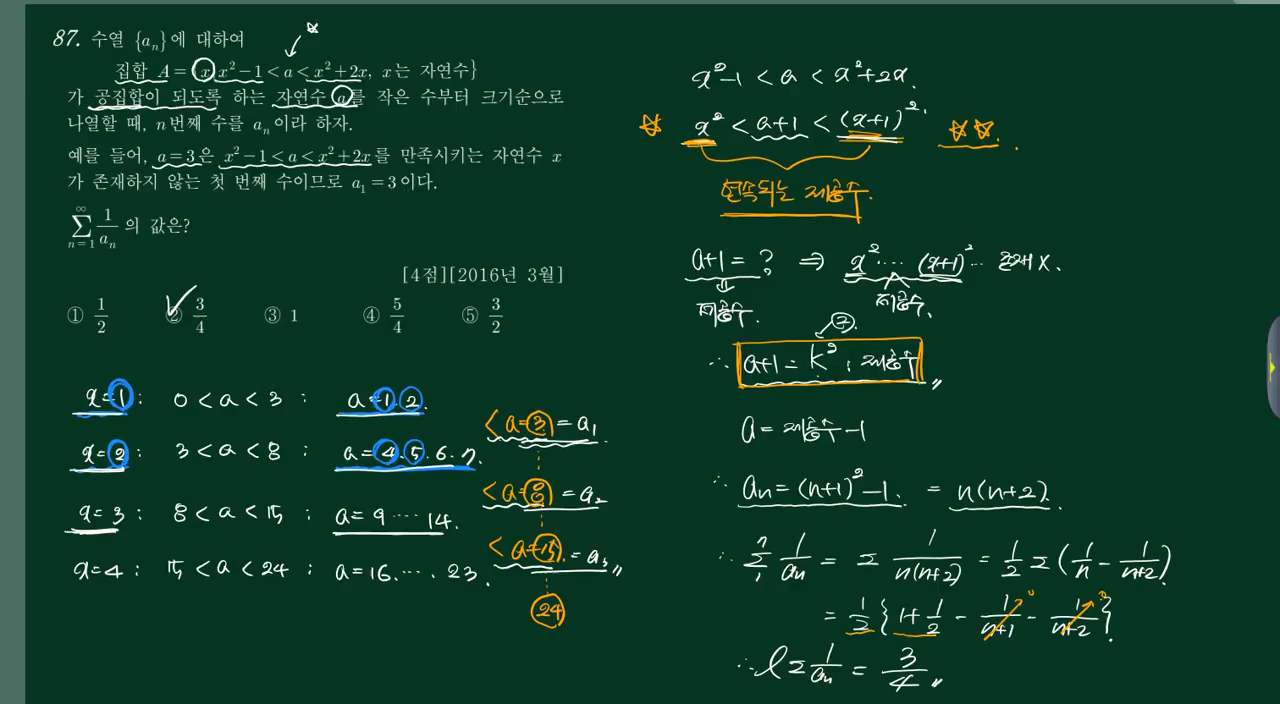 87. 수열 {aₙ}에 대하여
집합 A = {x|x²-1<a<x²+2x, x는 자연수}
가 공집합이 되도록 하는 자연수 a를 작은 수부터 크기순으로
나열할 때, n번째 수를 aₙ이라 하자.
예를 들어, a=3은 x²-1<a<x²+2x를 만족시키는 자연수 x
가 존재하지 않는 첫 번째 수이므로 a₁=3이다.
∑(n=1→∞) 1/aₙ 의 값은?
[4점][2016년 3월]
① 1/2 ② 3/4 ③ 1 ④ 5/4 ⑤ 3/2
x=1 : 0 < a < 3 : a=1, 2.
< a=3 = a₁
x=2 : 3 < a < 8 : a=4. 5. 6. 7.
< a=8 = a₂
x=3 : 8 < a < 15 : a=9 ⋯ 14.
< a=15 = a₃
x=4 : 15 < a < 24 : a=16. ⋯ 23.
24
x²-1 < a < x²+2x.
x² < a+1 < (x+1)².
연속되는 제곱수.
a+1 = ? ⇒ x² ⋯ (x+1)² ⋯ 존재X.
제곱수. 제곱수.
∴ a+1 = k² : 제곱수
a = 제곱수-1
∴ aₙ = (n+1)²-1. = n(n+2).
∴ ∑(1→n) 1/aₙ = Σ 1/n(n+2) = 1/2 Σ (1/n - 1/(n+2))
= 1/2 { 1+1/2 - 1/(n+1) - 1/(n+2) }.
∴ l Σ 1/aₙ = 3/4